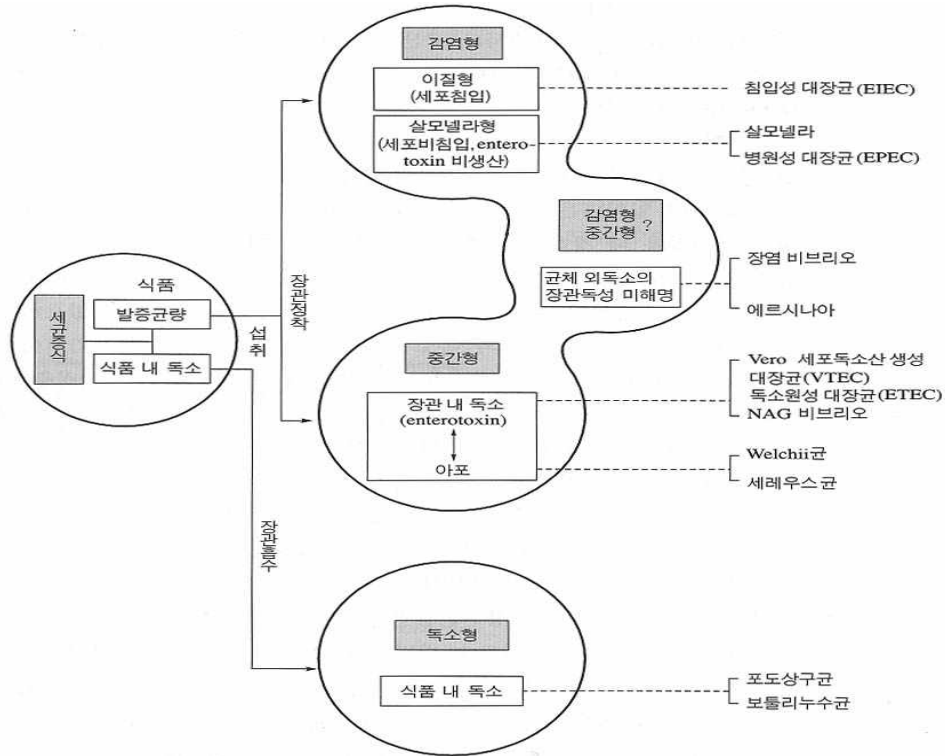 감염형
이질형
(세포침입)
침입성 대장균(EIEC)
살모넬라형
(세포비침입,entero-
toxin 비생산)
살모넬라
병원성 대장균(EPEC)
감염형
중간형 ?
균체 외독소의
장관독성 미해명
장염 비브리오
에르시나아
식품
세균증식
발증균량
식품 내 독소
섭취
장관정착
중간형
장관 내 독소
(enterotoxin)
아포
Vero 세포독소산 생성
대장균(VTEC)
독소원성 대장균(ETEC)
NAG 비브리오
Welchii균
세레우스균
장관흡수
독소형
식품 내 독소
포도상구균
보툴리누수균